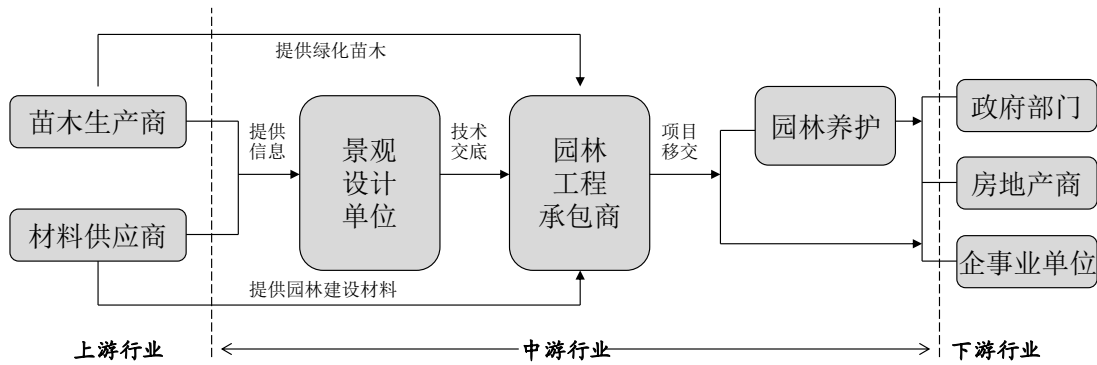 提供绿化苗木
苗木生产商
材料供应商
提供
信息
景观
设计
单位
技术
交底
园林
工程
承包商
项目
移交
园林养护
政府部门
房地产商
企事业单位
提供园林建设材料
上游行业
中游行业
下游行业